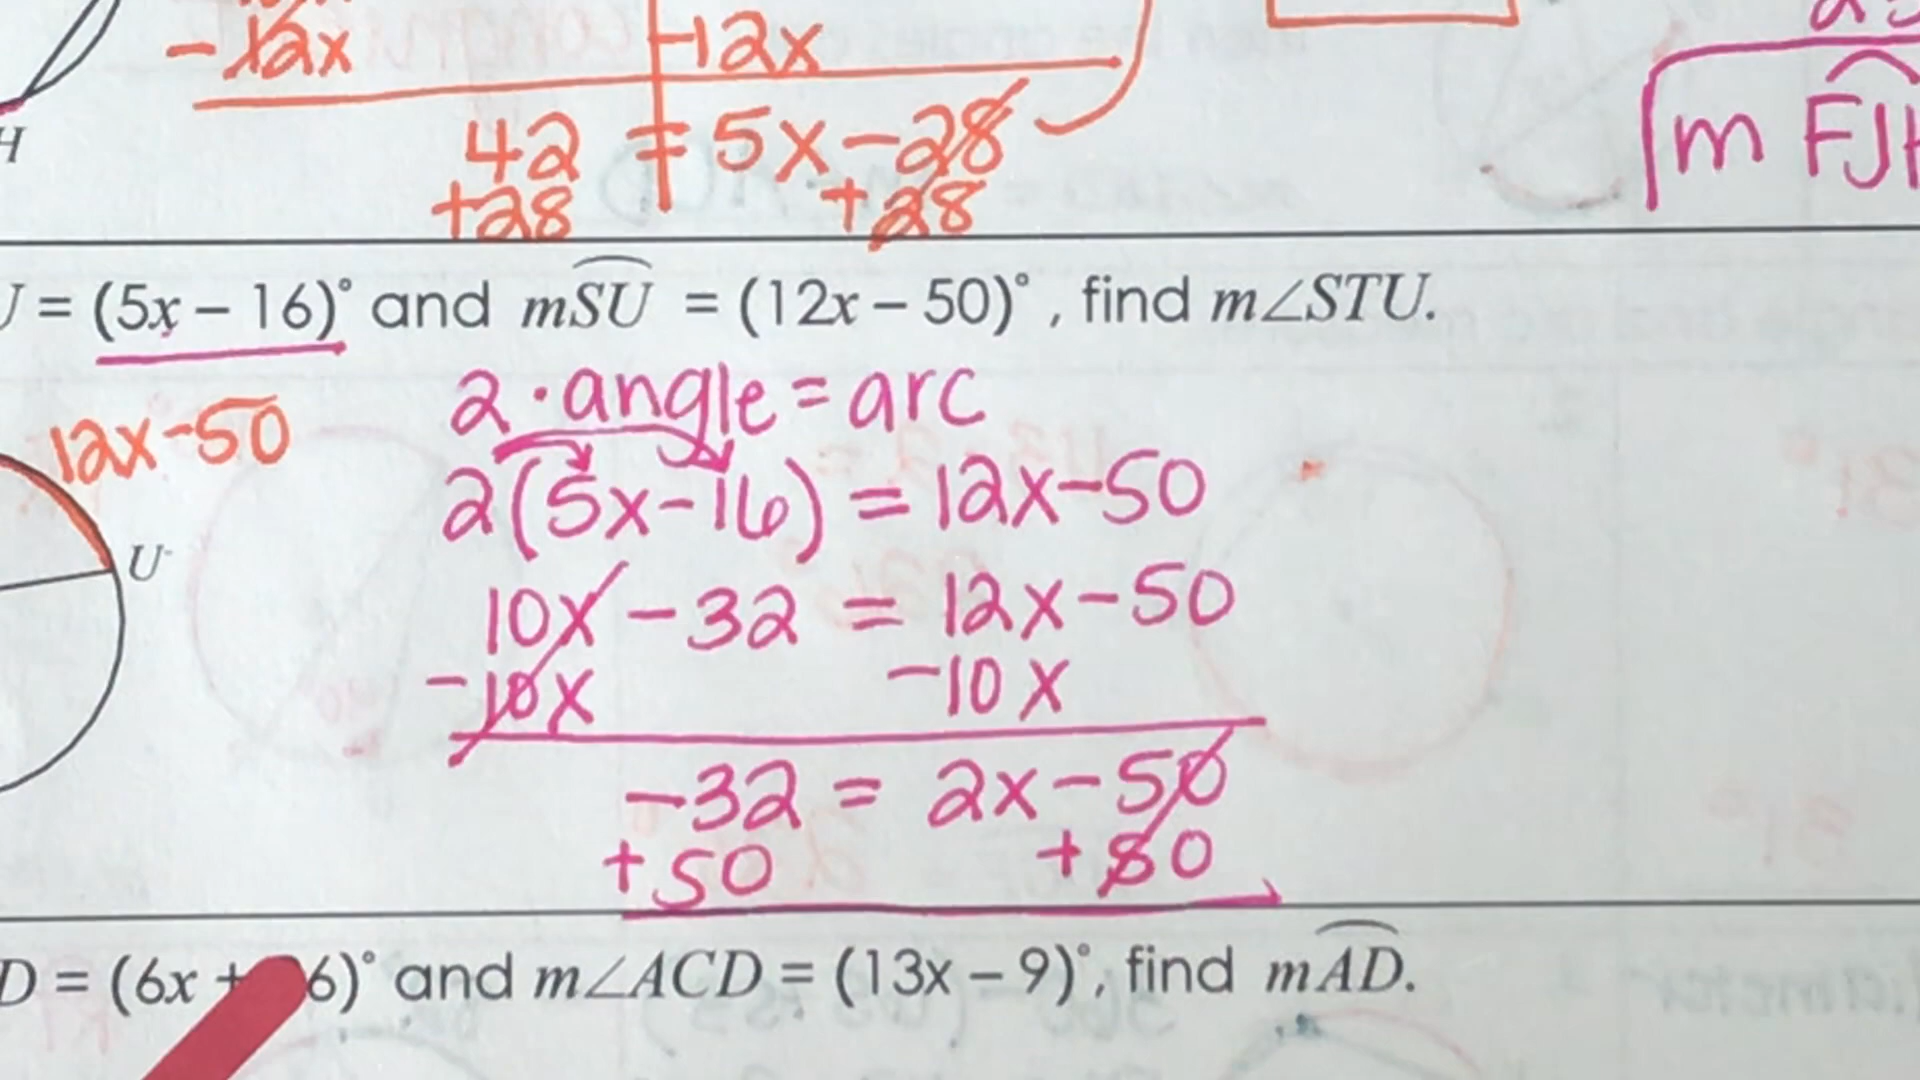 -12x -12x
H
42 = 5x-28
+28 +28
m FJH
U = (5x – 16)° and mSU = (12x – 50)°, find m∠STU.
2 · angle = arc
12x-50
2(5x-16) = 12x-50
U
10x - 32 = 12x-50
-10x -10x
-32 = 2x-50
+50 +50
D = (6x + 6)° and m∠ACD = (13x – 9)°, find mAD.